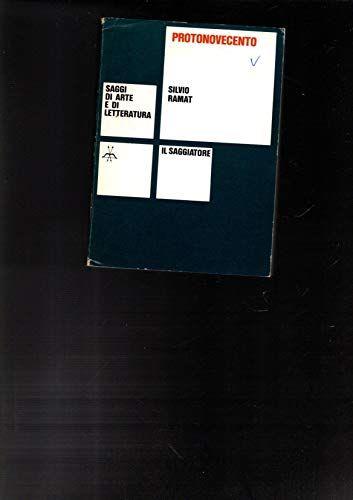 PROTONOVECENTO
SAGGI
DI ARTE
E DI
LETTERATURA
SILVIO
RAMAT
IL SAGGIATORE